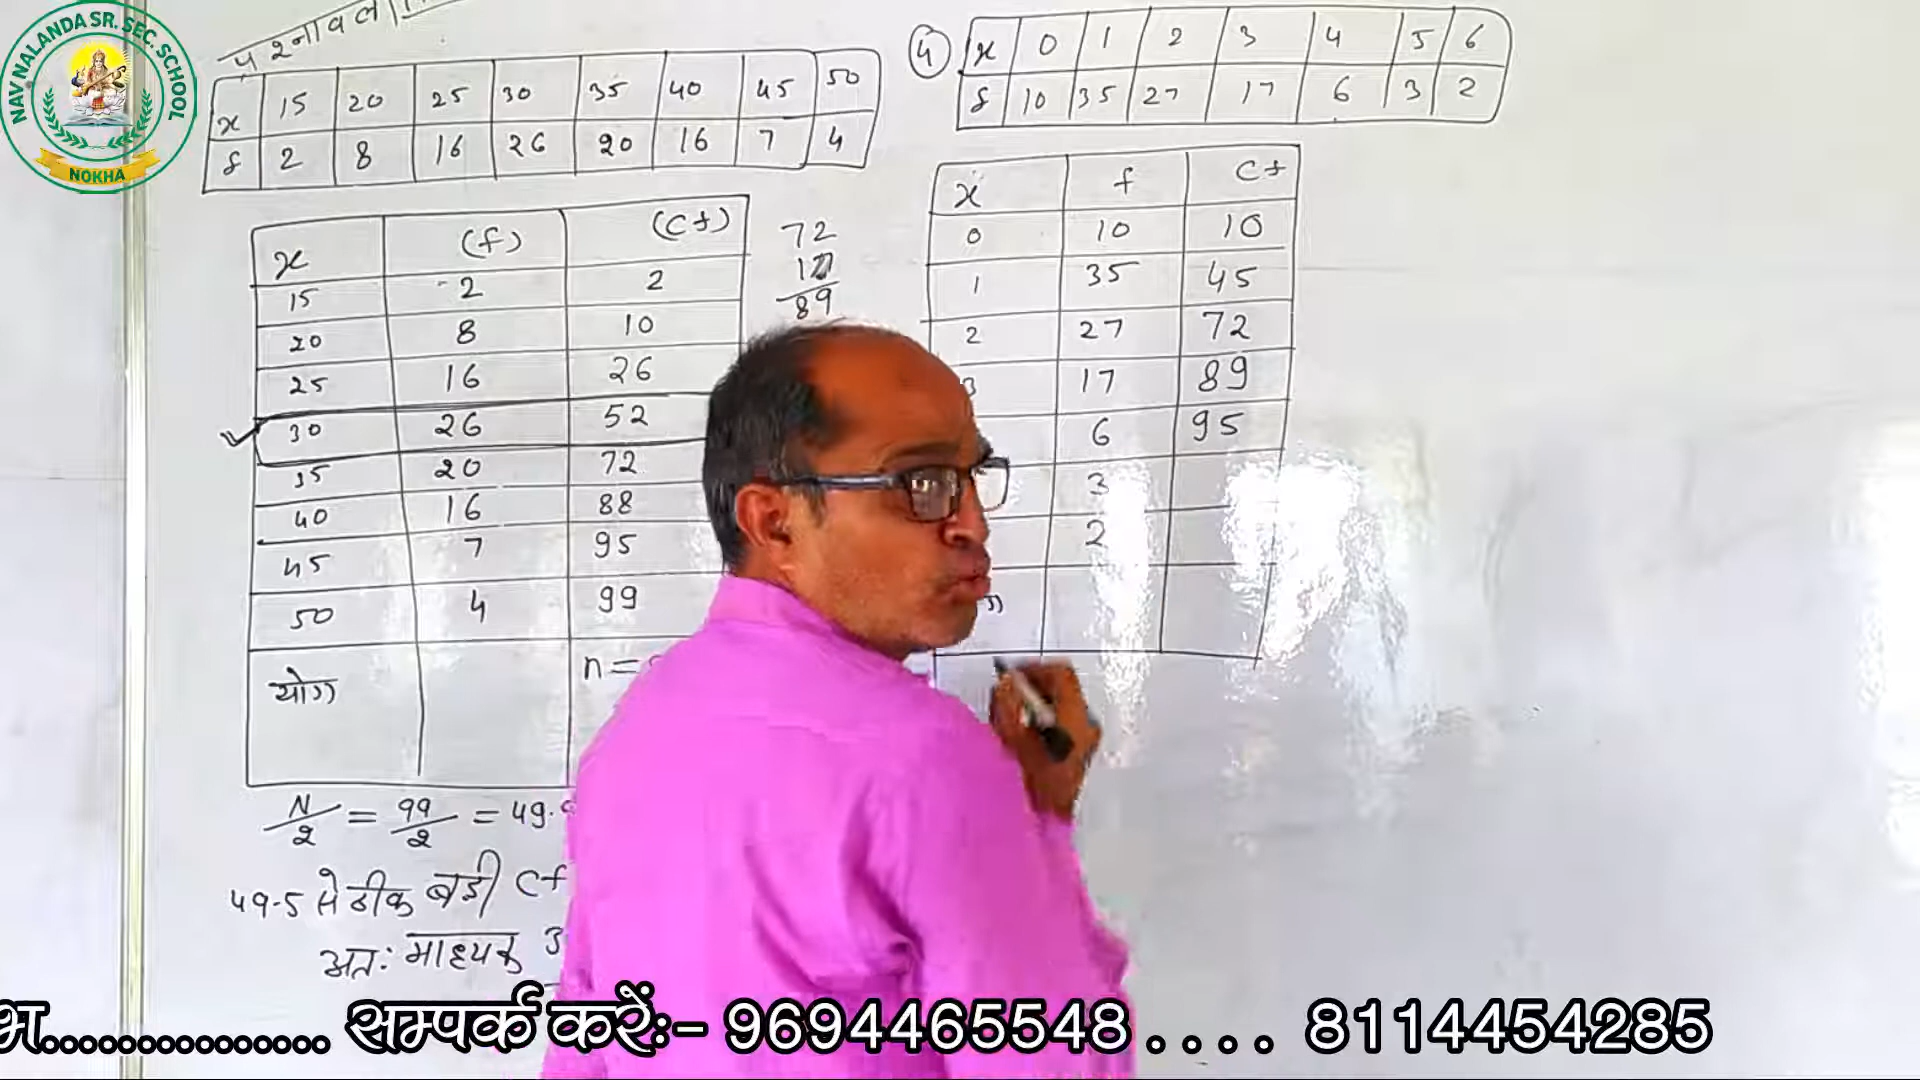 NAV NALANDA SR. SEC. SCHOOL
NOKHA
x 15 20 25 30 35 40 45 50
f 2 8 16 26 20 16 7 4
x (f) (Cf)
15 2 2
20 8 10
25 16 26
30 26 52
35 20 72
40 16 88
45 7 95
50 4 99
योग n=
N/2 = 99/2 = 49.
49.5 से ठीक बड़ी cf
अतः माध्यक 3
72
17
89
4 x 0 1 2 3 4 5 6
f 10 35 27 17 6 3 2
x f Cf
0 10 10
1 35 45
2 27 72
3 17 89
6 95
3
2
सम्पर्क करेंः- 9694465548 . . . . 8114454285